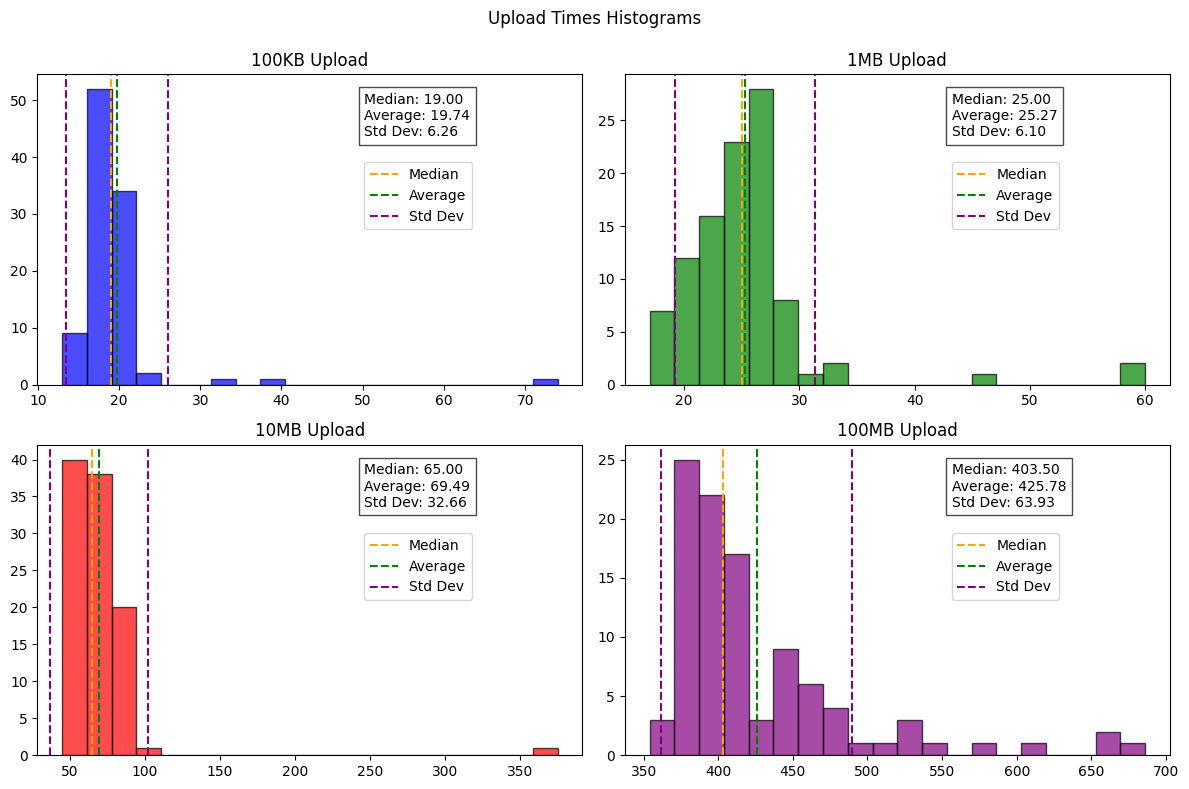 Upload Times Histograms
100KB Upload
50
40
30
20
10
0
10 20 30 40 50 60 70
Median: 19.00
Average: 19.74
Std Dev: 6.26
Median
Average
Std Dev
1MB Upload
25
20
15
10
5
0
20 30 40 50 60
Median: 25.00
Average: 25.27
Std Dev: 6.10
Median
Average
Std Dev
10MB Upload
40
35
30
25
20
15
10
5
0
50 100 150 200 250 300 350
Median: 65.00
Average: 69.49
Std Dev: 32.66
Median
Average
Std Dev
100MB Upload
25
20
15
10
5
0
350 400 450 500 550 600 650 700
Median: 403.50
Average: 425.78
Std Dev: 63.93
Median
Average
Std Dev